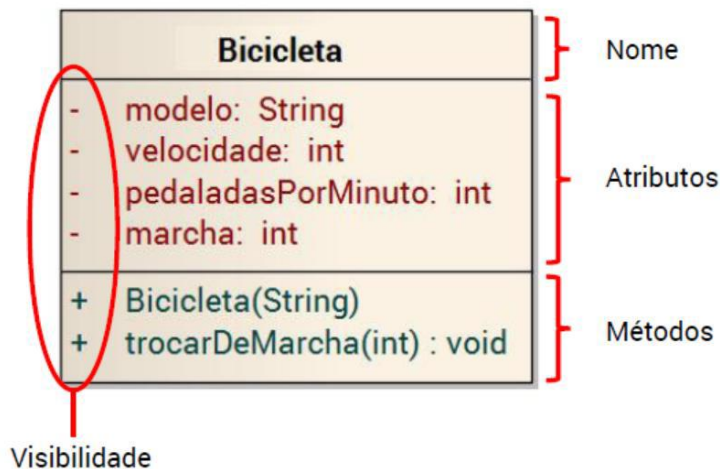 Bicicleta
Nome
- modelo: String
- velocidade: int
- pedaladasPorMinuto: int
- marcha: int
Atributos
+ Bicicleta(String)
+ trocarDeMarcha(int) : void
Métodos
Visibilidade